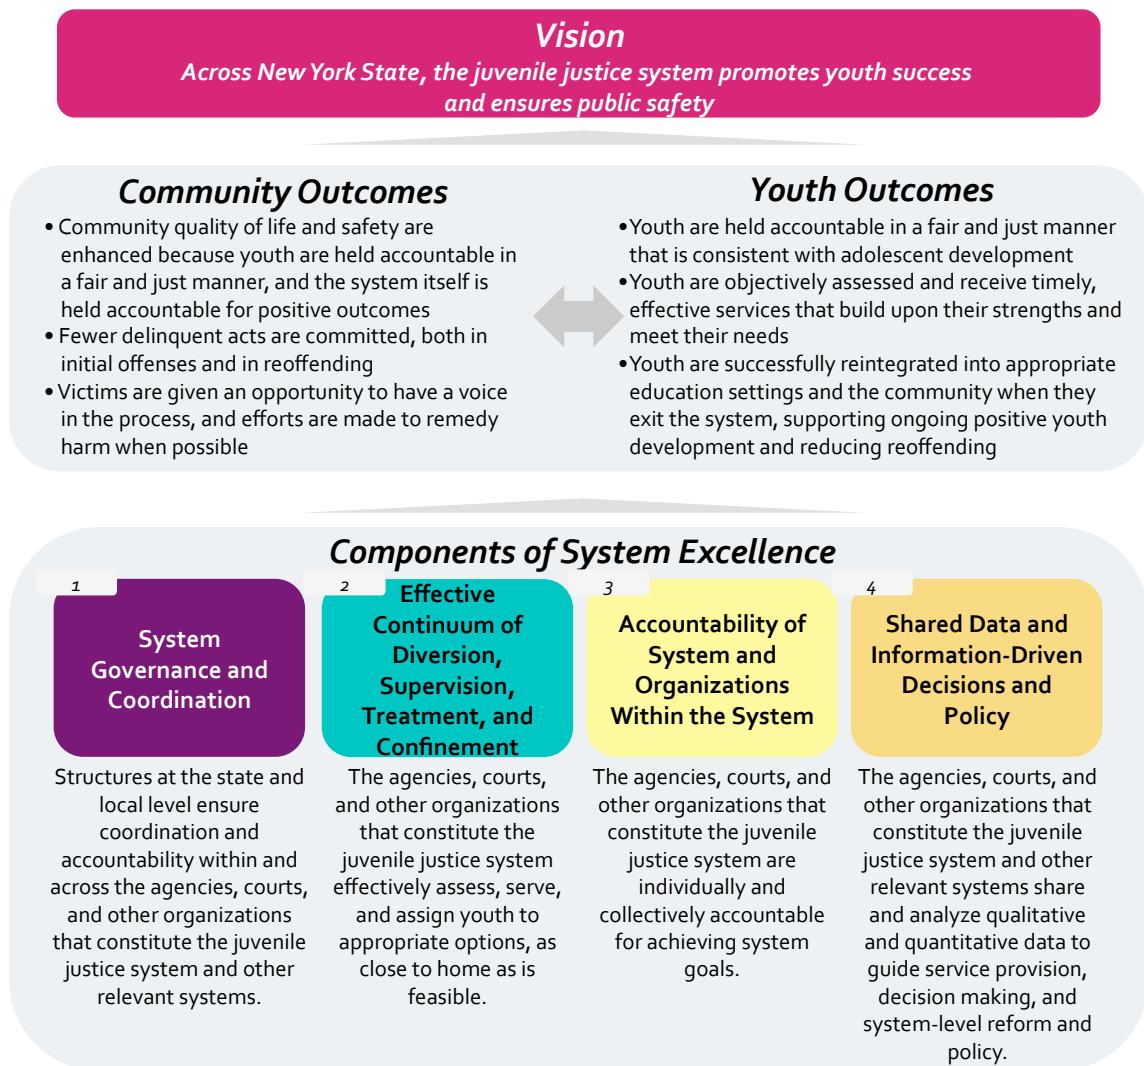 Vision
Across New York State, the juvenile justice system promotes youth success
and ensures public safety
Community Outcomes
• Community quality of life and safety are
enhanced because youth are held accountable in
a fair and just manner, and the system itself is
held accountable for positive outcomes
• Fewer delinquent acts are committed, both in
initial offenses and in reoffending
• Victims are given an opportunity to have a voice
in the process, and efforts are made to remedy
harm when possible
Youth Outcomes
•Youth are held accountable in a fair and just manner
that is consistent with adolescent development
•Youth are objectively assessed and receive timely,
effective services that build upon their strengths and
meet their needs
•Youth are successfully reintegrated into appropriate
education settings and the community when they
exit the system, supporting ongoing positive youth
development and reducing reoffending
Components of System Excellence
1
System
Governance and
Coordination
Structures at the state and
local level ensure
coordination and
accountability within and
across the agencies, courts,
and other organizations
that constitute the juvenile
justice system and other
relevant systems.
2
Effective
Continuum of
Diversion,
Supervision,
Treatment, and
Confinement
The agencies, courts,
and other organizations
that constitute the
juvenile justice system
effectively assess, serve,
and assign youth to
appropriate options, as
close to home as is
feasible.
3
Accountability of
System and
Organizations
Within the System
The agencies, courts, and
other organizations that
constitute the juvenile
justice system are
individually and
collectively accountable
for achieving system
goals.
4
Shared Data and
Information-Driven
Decisions and
Policy
The agencies, courts, and
other organizations that
constitute the juvenile
justice system and other
relevant systems share
and analyze qualitative
and quantitative data to
guide service provision,
decision making, and
system-level reform and
policy.